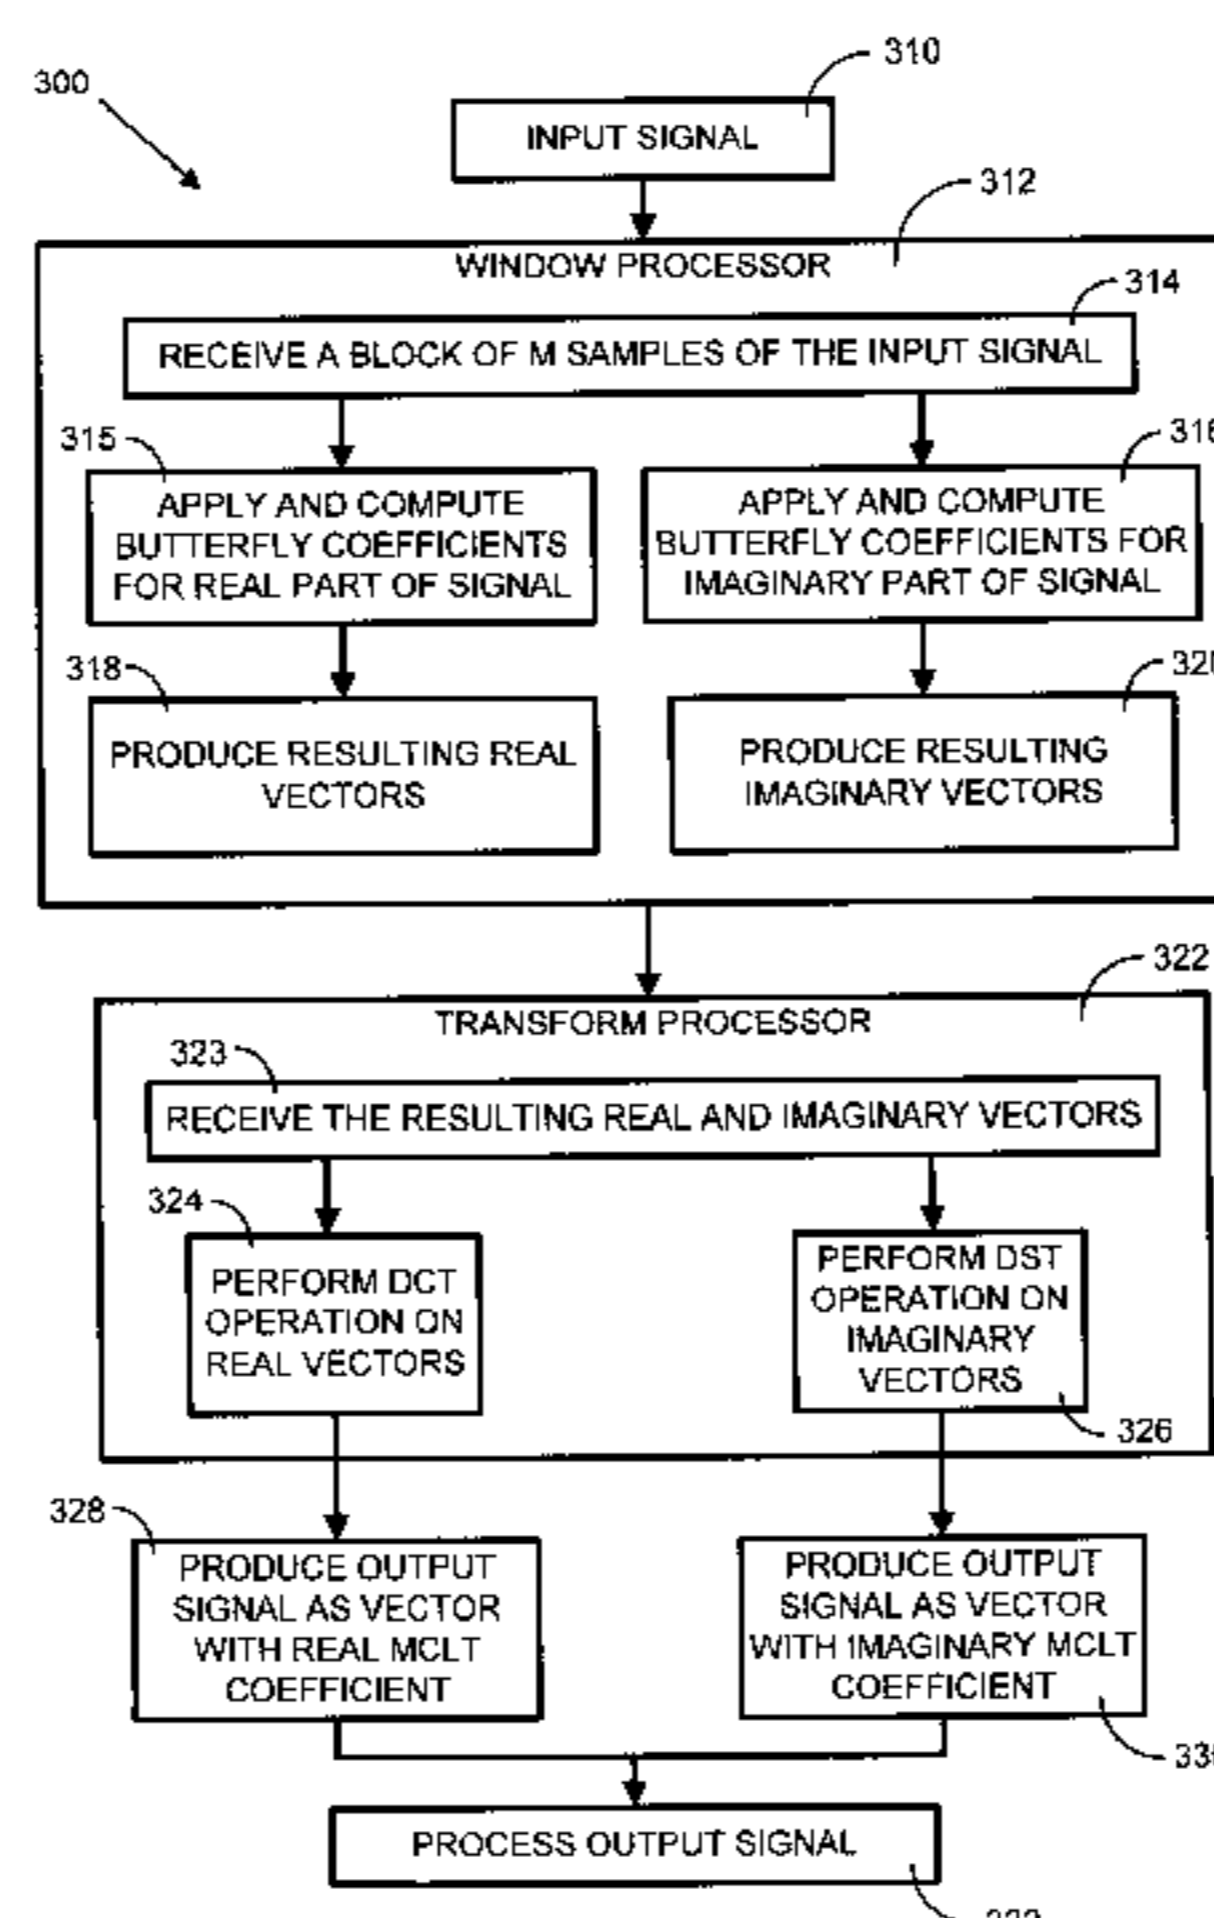 310
300
INPUT SIGNAL
312
WINDOW PROCESSOR
314
RECEIVE A BLOCK OF M SAMPLES OF THE INPUT SIGNAL
315
APPLY AND COMPUTE
BUTTERFLY COEFFICIENTS
FOR REAL PART OF SIGNAL
316
APPLY AND COMPUTE
BUTTERFLY COEFFICIENTS FOR
IMAGINARY PART OF SIGNAL
318
PRODUCE RESULTING REAL
VECTORS
320
PRODUCE RESULTING
IMAGINARY VECTORS
322
TRANSFORM PROCESSOR
323
RECEIVE THE RESULTING REAL AND IMAGINARY VECTORS
324
PERFORM DCT
OPERATION ON
REAL VECTORS
PERFORM DST
OPERATION ON
IMAGINARY
VECTORS
326
328
PRODUCE OUTPUT
SIGNAL AS VECTOR
WITH REAL MCLT
COEFFICIENT
PRODUCE OUTPUT
SIGNAL AS VECTOR
WITH IMAGINARY MCLT
COEFFICIENT
PROCESS OUTPUT SIGNAL